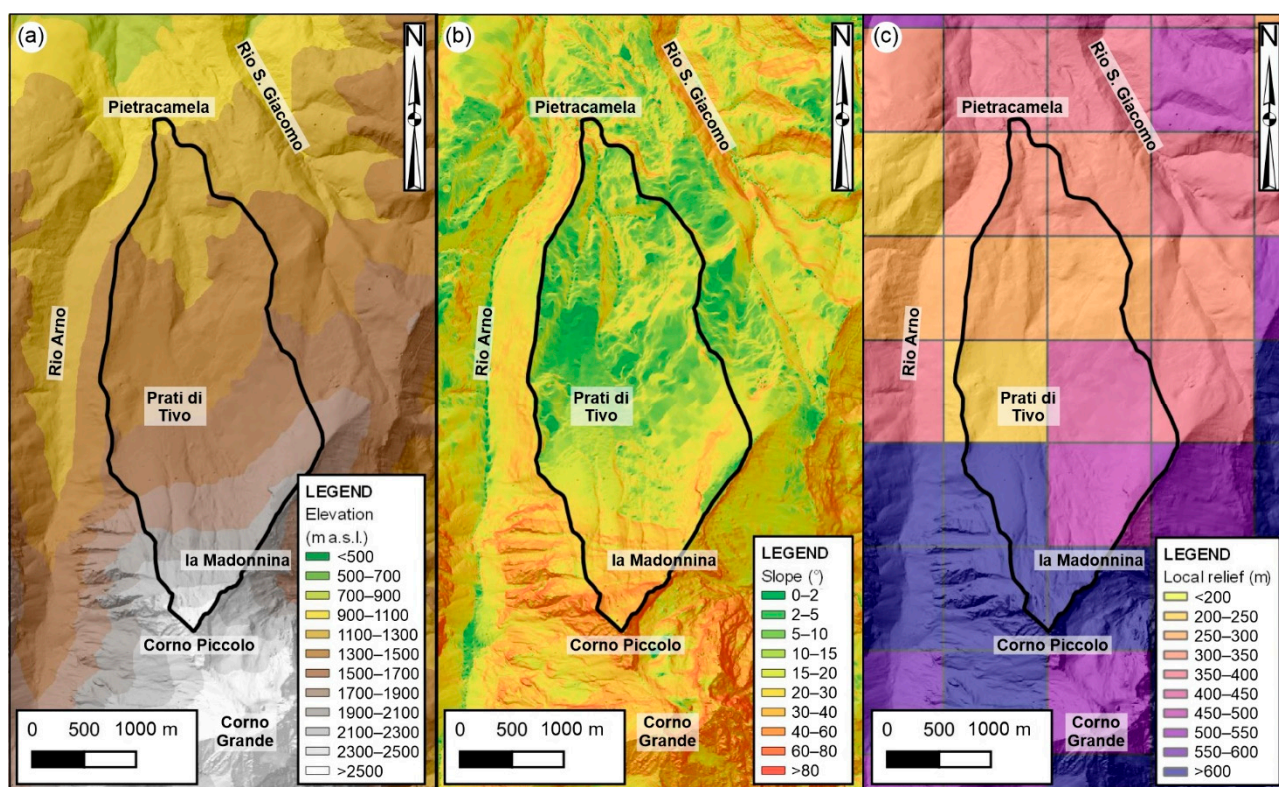 (a)
N
Rio S. Giacomo
Pietracamela
Rio Arno
Prati di
Tivo
la Madonnina
Corno Piccolo
Corno
Grande
LEGEND
Elevation
(m a.s.l.)
<500
500–700
700–900
900–1100
1100–1300
1300–1500
1500–1700
1700–1900
1900–2100
2100–2300
2300–2500
>2500
0 500 1000 m
(b)
N
Rio S. Giacomo
Pietracamela
Rio Arno
Prati di
Tivo
la Madonnina
Corno Piccolo
Corno
Grande
LEGEND
Slope (°)
0–2
2–5
5–10
10–15
15–20
20–30
30–40
40–60
60–80
>80
0 500 1000 m
(c)
N
Rio S. Giacomo
Pietracamela
Rio Arno
Prati di
Tivo
la Madonnina
Corno Piccolo
Corno
Grande
LEGEND
Local relief (m)
<200
200–250
250–300
300–350
350–400
400–450
450–500
500–550
550–600
>600
0 500 1000 m